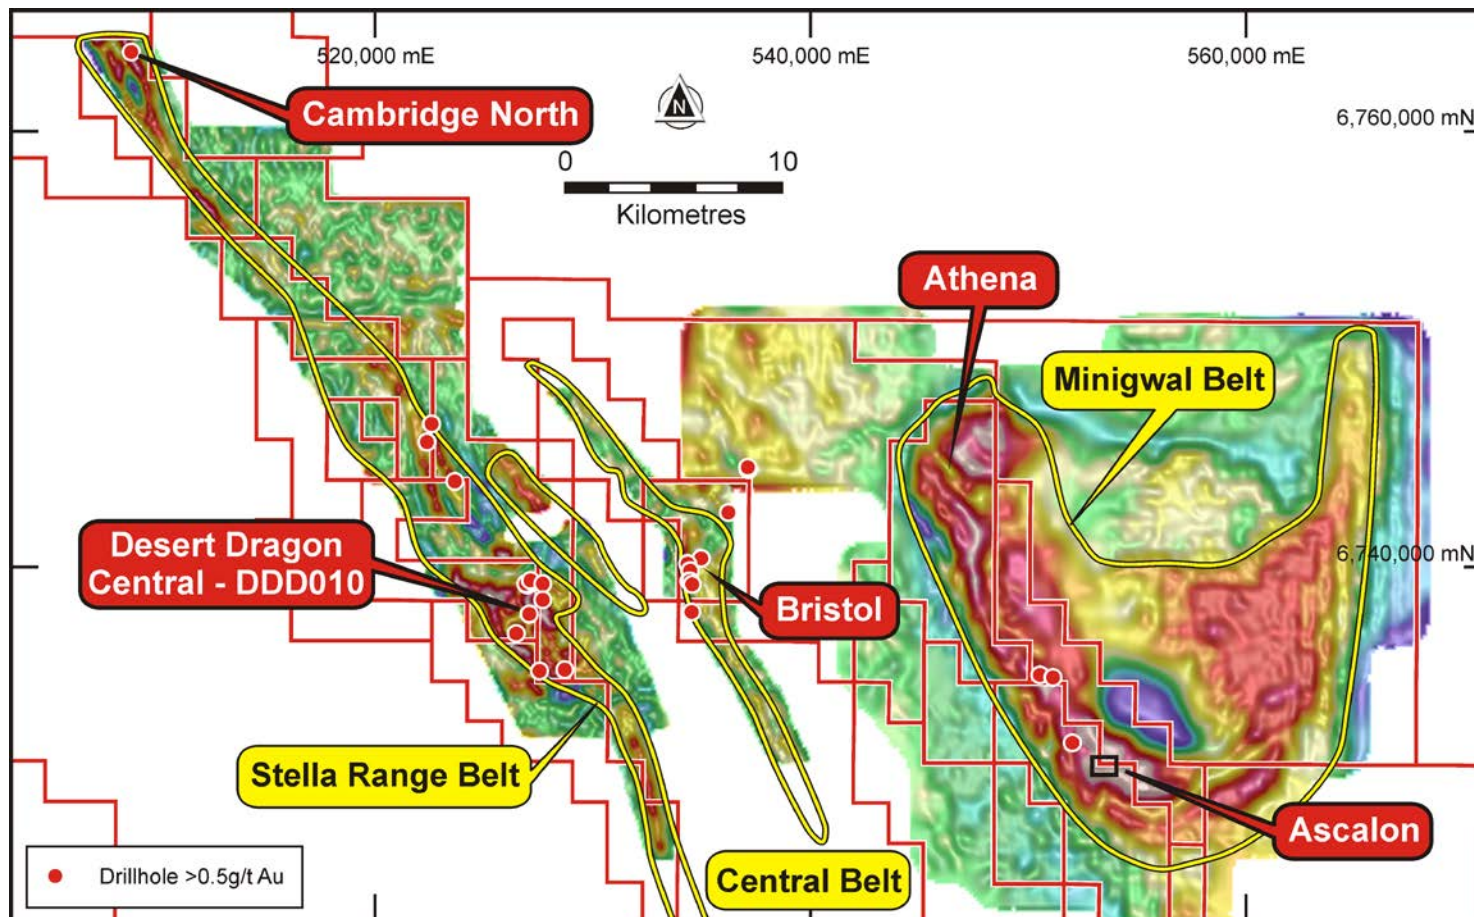 520,000 mE
540,000 mE
560,000 mE
Cambridge North
N
6,760,000 mN
0
10
Kilometres
Athena
Minigwal Belt
Desert Dragon
Central - DDD010
6,740,000 mN
Bristol
Stella Range Belt
Ascalon
Central Belt
Drillhole >0.5g/t Au